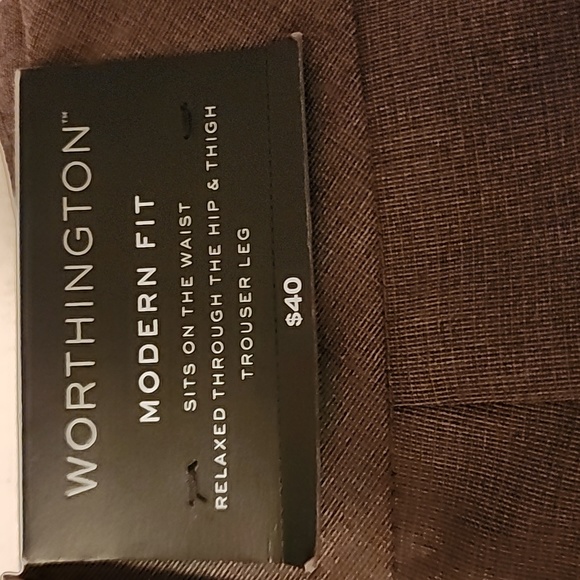 WORTHINGTON™
MODERN FIT
SITS ON THE WAIST
RELAXED THROUGH THE HIP & THIGH
TROUSER LEG
$40